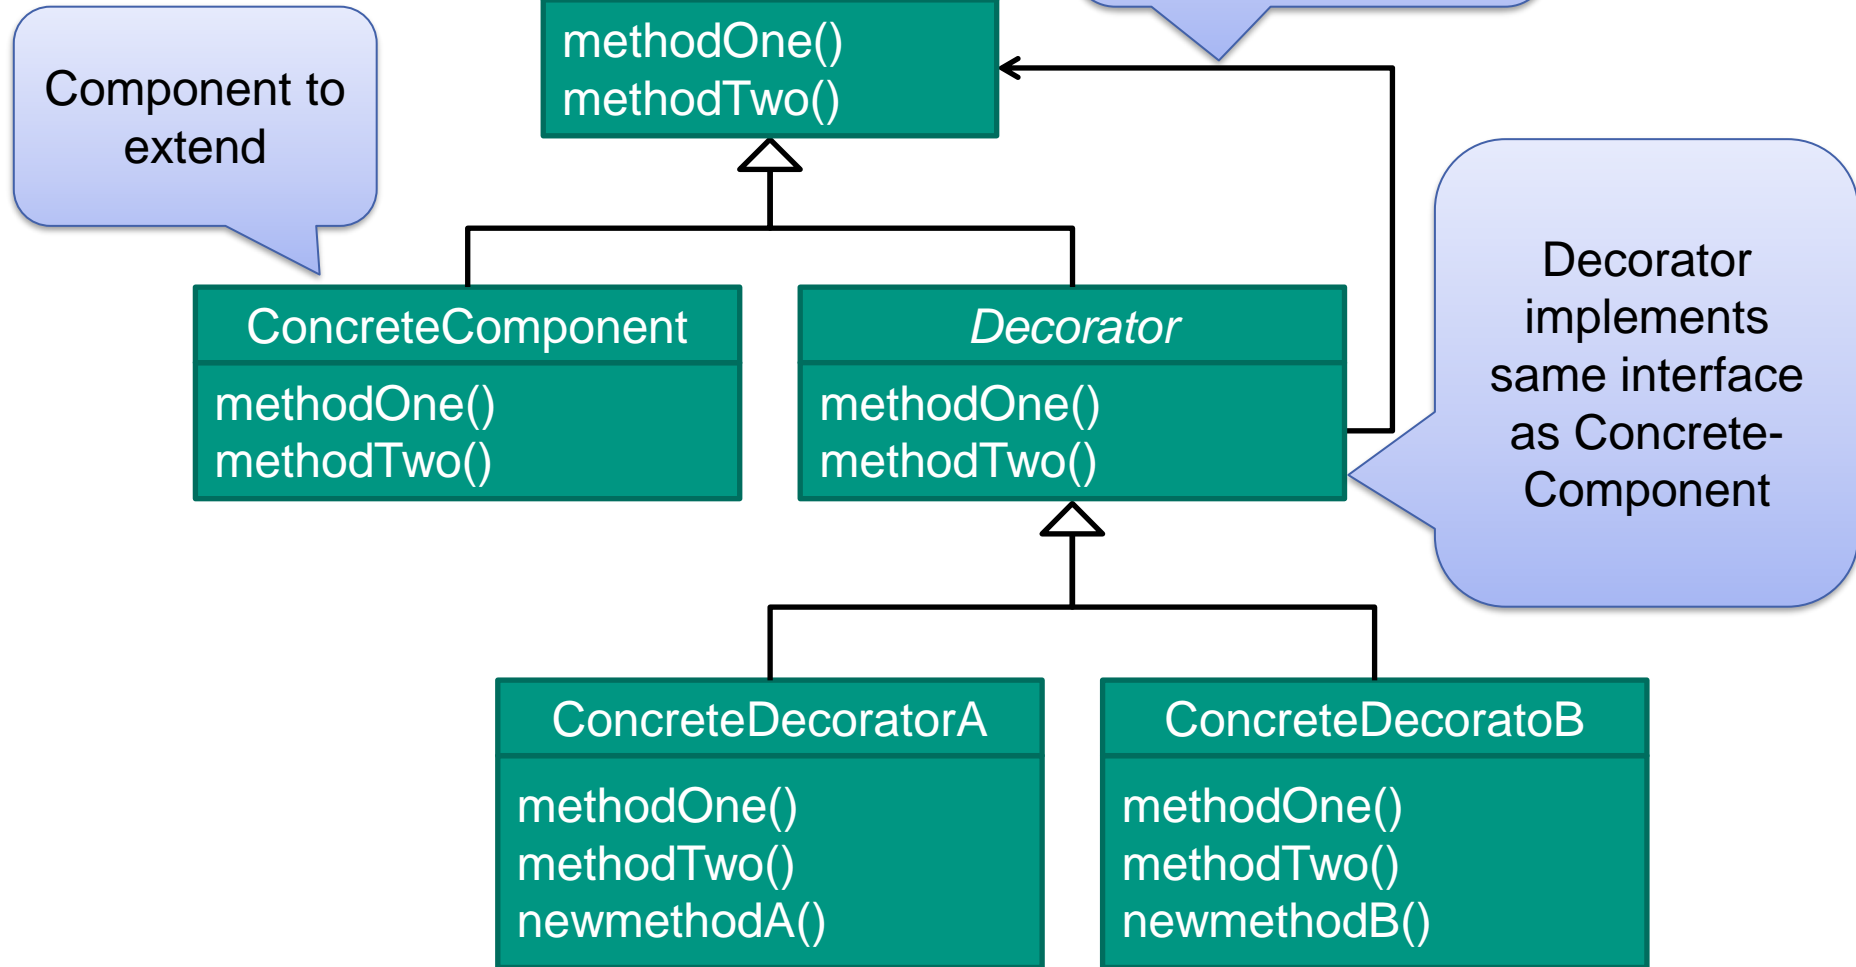 methodOne()
methodTwo()
Component to
extend
ConcreteComponent
methodOne()
methodTwo()
Decorator
methodOne()
methodTwo()
Decorator
implements
same interface
as Concrete-
Component
ConcreteDecoratorA
methodOne()
methodTwo()
newmethodA()
ConcreteDecoratoB
methodOne()
methodTwo()
newmethodB()